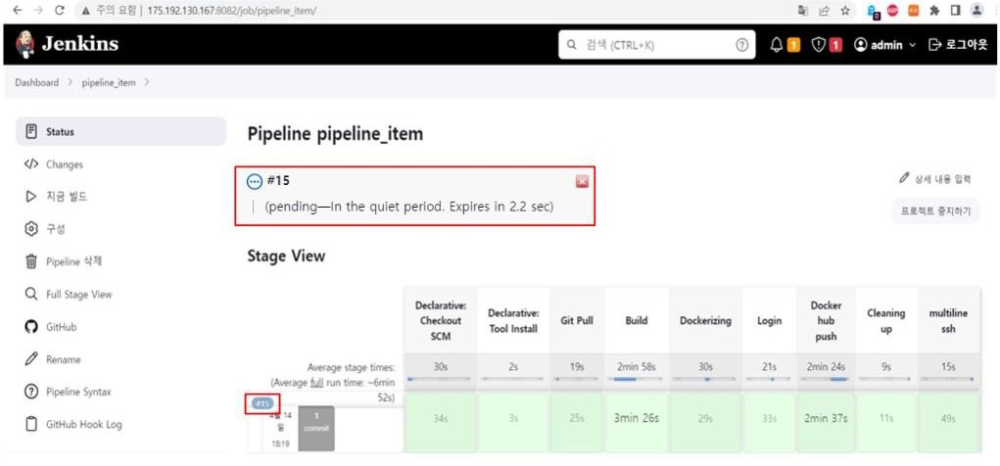 주의 요함 | 175.192.130.167:8082/job/pipeline_item/
Jenkins
검색 (CTRL+K)
1
1
admin
로그아웃
Dashboard > pipeline_item >
Status
Changes
지금 빌드
구성
Pipeline 삭제
Full Stage View
GitHub
Rename
Pipeline Syntax
GitHub Hook Log
Pipeline pipeline_item
#15
(pending—In the quiet period. Expires in 2.2 sec)
상세 내용 입력
프로젝트 중지하기
Stage View
Declarative:
Checkout
SCM
Declarative:
Tool Install
Git Pull
Build
Dockerizing
Login
Docker
hub
push
Cleaning
up
multiline
ssh
Average stage times:
(Average full run time: ~6min
52s)
30s
2s
19s
2min 58s
30s
21s
2min 24s
9s
15s
#15
14
일
18:19
1
commit
34s
3s
25s
3min 26s
29s
33s
2min 37s
11s
49s